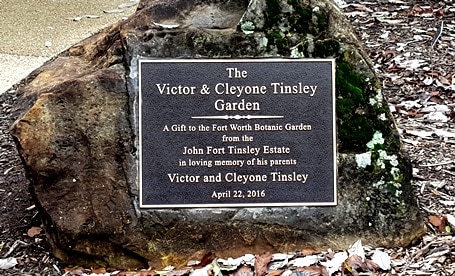 The
Victor & Cleyone Tinsley
Garden
A Gift to the Fort Worth Botanic Garden
from the
John Fort Tinsley Estate
in loving memory of his parents
Victor and Cleyone Tinsley
April 22, 2016